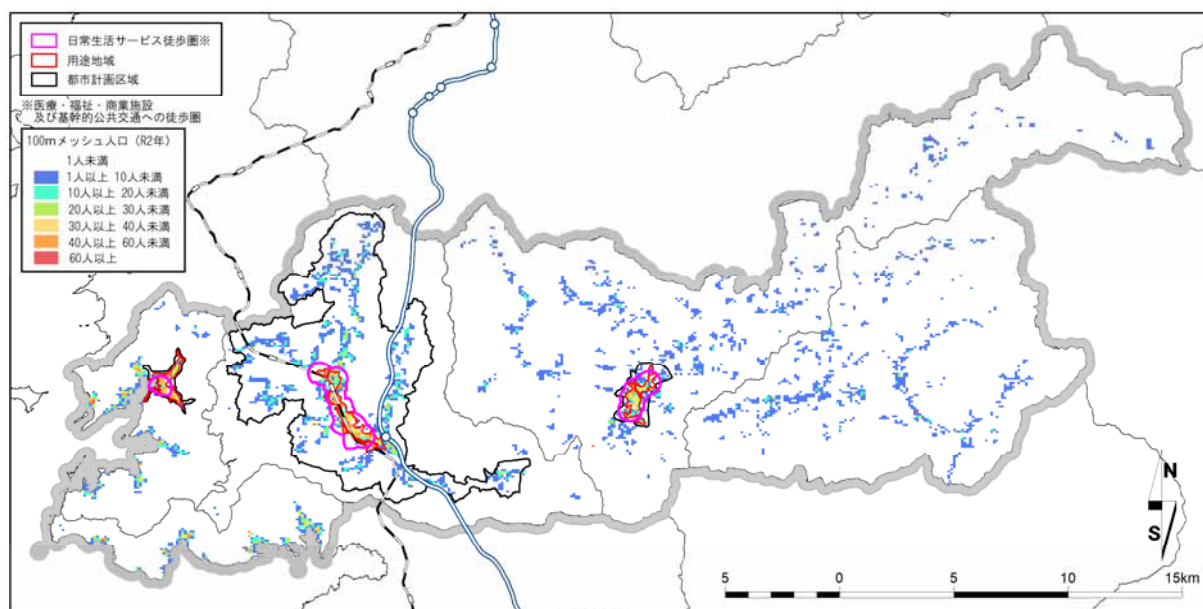 日常生活サービス徒歩圏※
用途地域
都市計画区域
※医療・福祉・商業施設
及び基幹的公共交通への徒歩圏
100mメッシュ人口（R2年）
1人未満
1人以上 10人未満
10人以上 20人未満
20人以上 30人未満
30人以上 40人未満
40人以上 60人未満
60人以上
N
S
5 0 5 10 15km